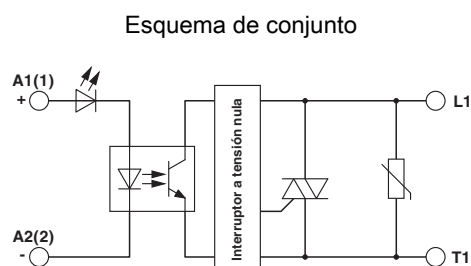 Esquema de conjunto
A1(1)
+
L1
Interruptor a tensión nula
A2(2)
-
T1